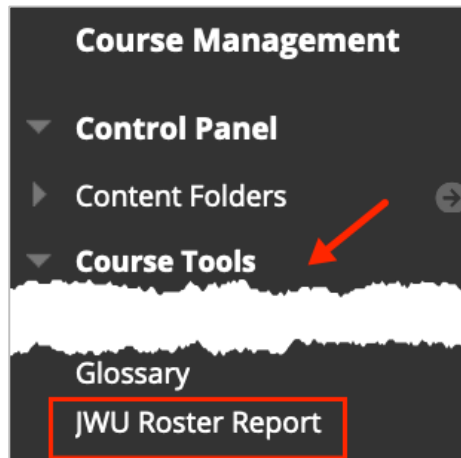 Course Management
Control Panel
Content Folders
Course Tools
Glossary
JWU Roster Report